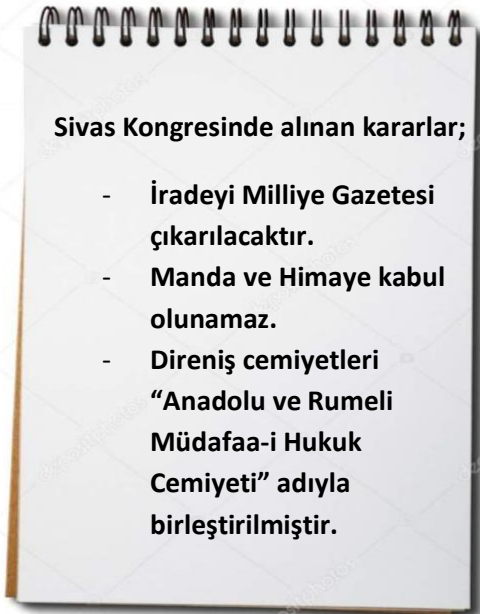 Sivas Kongresinde alınan kararlar;
- İradeyi Milliye Gazetesi
çıkarılacaktır.
- Manda ve Himaye kabul
olunamaz.
- Direniş cemiyetleri
“Anadolu ve Rumeli
Müdafaa-i Hukuk
Cemiyeti” adıyla
birleştirilmiştir.